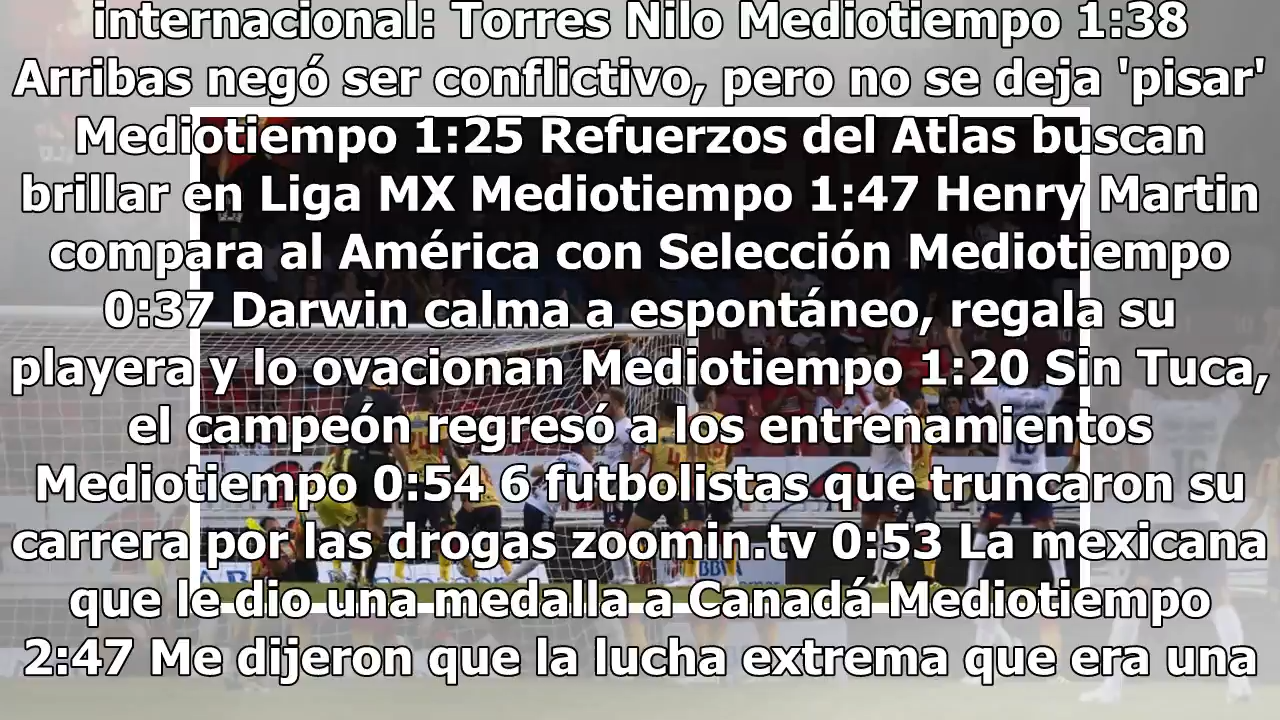 internacional: Torres Nilo Mediotiempo 1:38
Arribas negó ser conflictivo, pero no se deja 'pisar'
Mediotiempo 1:25 Refuerzos del Atlas buscan
brillar en Liga MX Mediotiempo 1:47 Henry Martin
compara al América con Selección Mediotiempo
0:37 Darwin calma a espontáneo, regala su
playera y lo ovacionan Mediotiempo 1:20 Sin Tuca,
el campeón regresó a los entrenamientos
Mediotiempo 0:54 6 futbolistas que truncaron su
carrera por las drogas zoomin.tv 0:53 La mexicana
que le dio una medalla a Canadá Mediotiempo
2:47 Me dijeron que la lucha extrema que era una